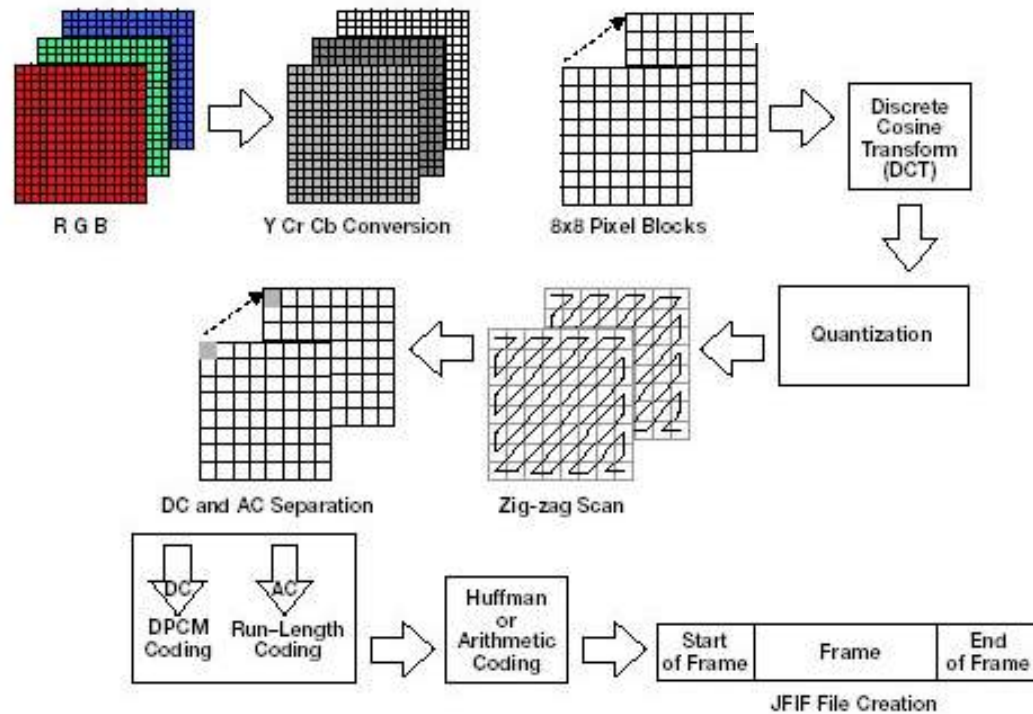 R G B
Y Cr Cb Conversion
8x8 Pixel Blocks
Discrete
Cosine
Transform
(DCT)
Quantization
Zig-zag Scan
DC and AC Separation
DC
DPCM
Coding
AC
Run-Length
Coding
Huffman
or
Arithmetic
Coding
Start
of Frame
Frame
End
of Frame
JFIF File Creation